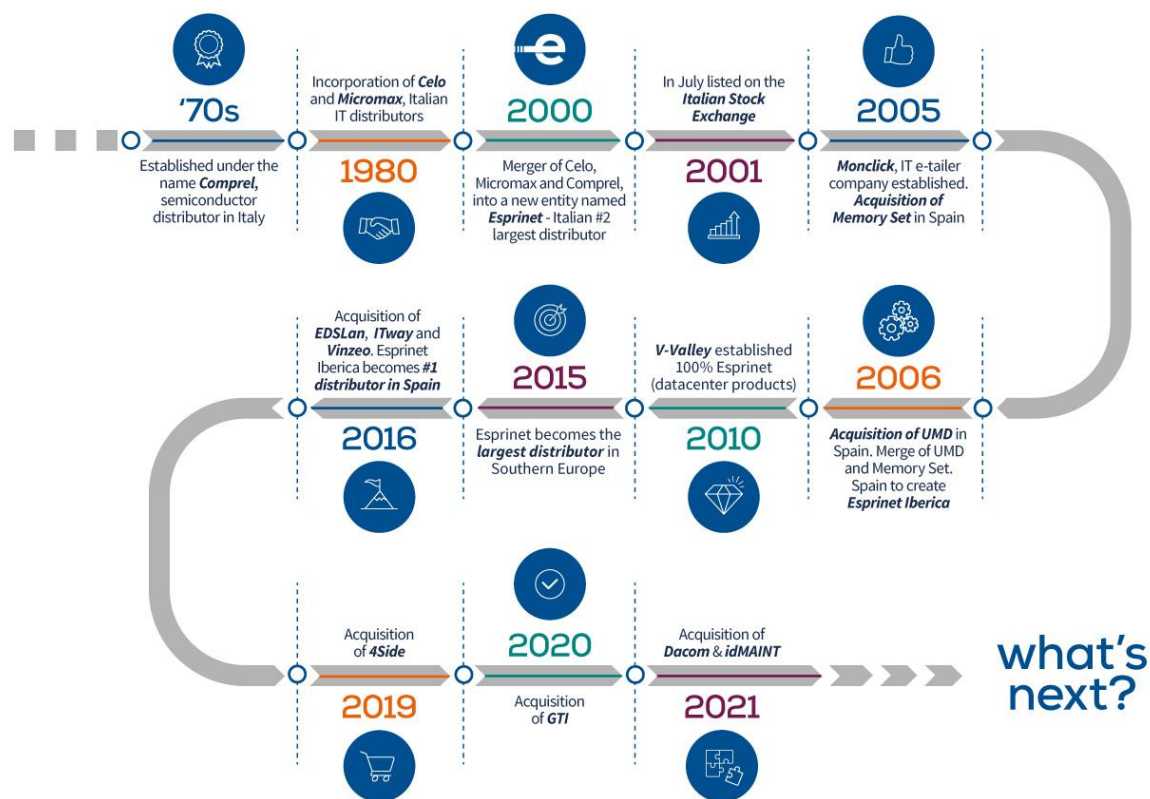 '70s
Established under the
name Comprel,
semiconductor
distributor in Italy
Incorporation of Celo
and Micromax, Italian
IT distributors
1980
e
2000
Merger of Celo,
Micromax and Comprel,
into a new entity named
Esprinet - Italian #2
largest distributor
In July listed on the
Italian Stock
Exchange
2001
2005
Monclick, IT e-tailer
company established.
Acquisition of
Memory Set in Spain
2006
Acquisition of UMD in
Spain. Merge of UMD
and Memory Set.
Spain to create
Esprinet Iberica
V-Valley established
100% Esprinet
(datacenter products)
2010
2015
Esprinet becomes the
largest distributor in
Southern Europe
Acquisition of
EDSLan, ITway and
Vinzeo. Esprinet
Iberica becomes #1
distributor in Spain
2016
Acquisition
of 4Side
2019
2020
Acquisition
of GTI
Acquisition of
Dacom & idMAINT
2021
what's
next?